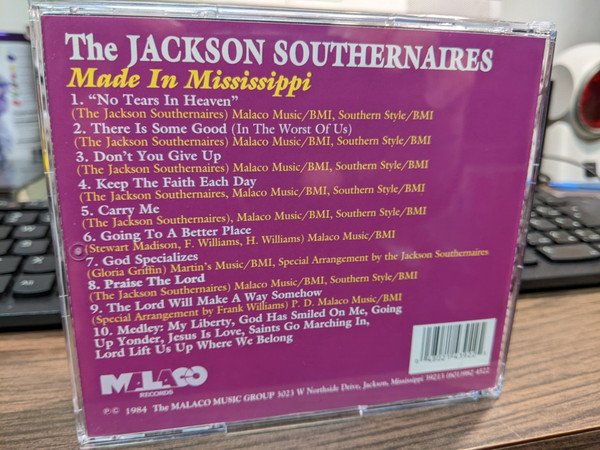 The JACKSON SOUTHERNAIRES
Made In Mississippi
1. “No Tears In Heaven”
(The Jackson Southernaires) Malaco Music/BMI, Southern Style/BMI
2. There Is Some Good (In The Worst Of Us)
(The Jackson Southernaires) Malaco Music/BMI, Southern Style/BMI
3. Don't You Give Up
(The Jackson Southernaires) Malaco Music/BMI, Southern Style/BMI
4. Keep The Faith Each Day
(The Jackson Southernaires, Malaco Music/BMI, Southern Style/BMI
5. Carry Me
(The Jackson Southernaires), Malaco Music/BMI, Southern Style/BMI
6. Going To A Better Place
(Stewart Madison, F. Williams, H. Williams) Malaco Music/BMI
7. God Specializes
(Gloria Griffin) Martin's Music/BMI, Special Arrangement by the Jackson Southernaires
8. Praise The Lord
(The Jackson Southernaires) Malaco Music/BMI, Southern Style/BMI
9. The Lord Will Make A Way Somehow
(Special Arrangement by Frank Williams) P. D. Malaco Music/BMI
10. Medley: My Liberty, God Has Smiled On Me, Going
Up Yonder, Jesus Is Love, Saints Go Marching In,
Lord Lift Us Up Where We Belong
MALACO
RECORDS
℗© 1984 The MALACO MUSIC GROUP 3023 W Northside Drive, Jackson, Mississippi 39213 (601)982-4522